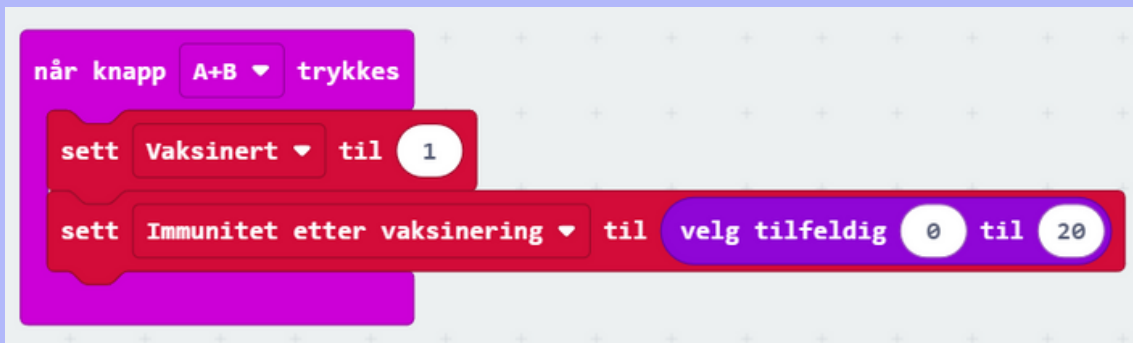 når knapp A+B trykkes
sett Vaksinert til 1
sett Immunitet etter vaksinering til velg tilfeldig 0 til 20